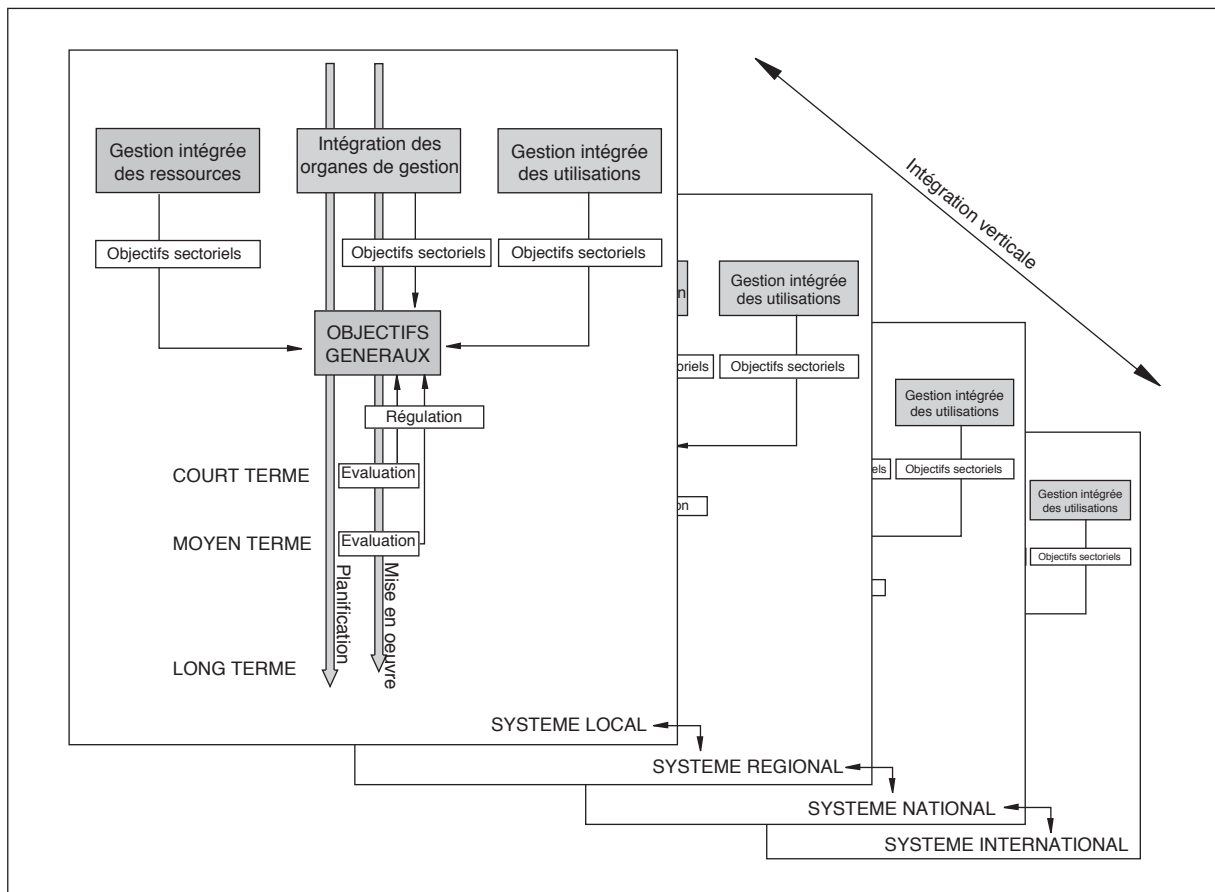 Gestion intégrée
des ressources
Intégration des
organes de gestion
Gestion intégrée
des utilisations
Objectifs sectoriels
Objectifs sectoriels
Objectifs sectoriels
OBJECTIFS
GENERAUX
Régulation
COURT TERME
Evaluation
MOYEN TERME
Evaluation
Planification
Mise en oeuvre
LONG TERME
SYSTEME LOCAL
Intégration verticale
n
Gestion intégrée
des utilisations
oriels
Objectifs sectoriels
on
SYSTEME REGIONAL
Gestion intégrée
des utilisations
iels
Objectifs sectoriels
SYSTEME NATIONAL
Gestion intégrée
des utilisations
Objectifs sectoriels
SYSTEME INTERNATIONAL